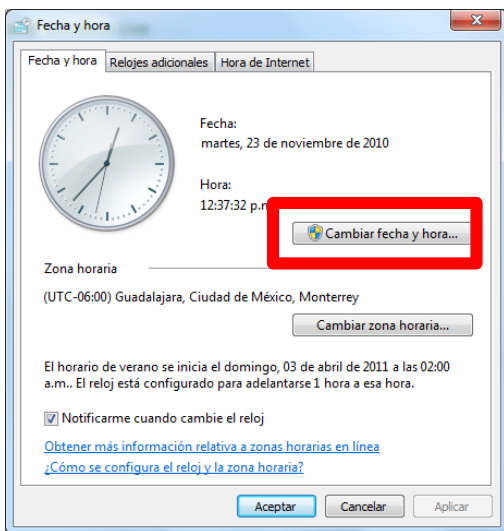 Fecha y hora
Fecha y hora Relojes adicionales Hora de Internet
Fecha:
martes, 23 de noviembre de 2010
Hora:
12:37:32 p.
Cambiar fecha y hora...
Zona horaria
(UTC-06:00) Guadalajara, Ciudad de México, Monterrey
Cambiar zona horaria...
El horario de verano se inicia el domingo, 03 de abril de 2011 a las 02:00
a.m.. El reloj está configurado para adelantarse 1 hora a esa hora.
Notificarme cuando cambie el reloj
Obtener más información relativa a zonas horarias en línea
¿Cómo se configura el reloj y la zona horaria?
Aceptar Cancelar Aplicar